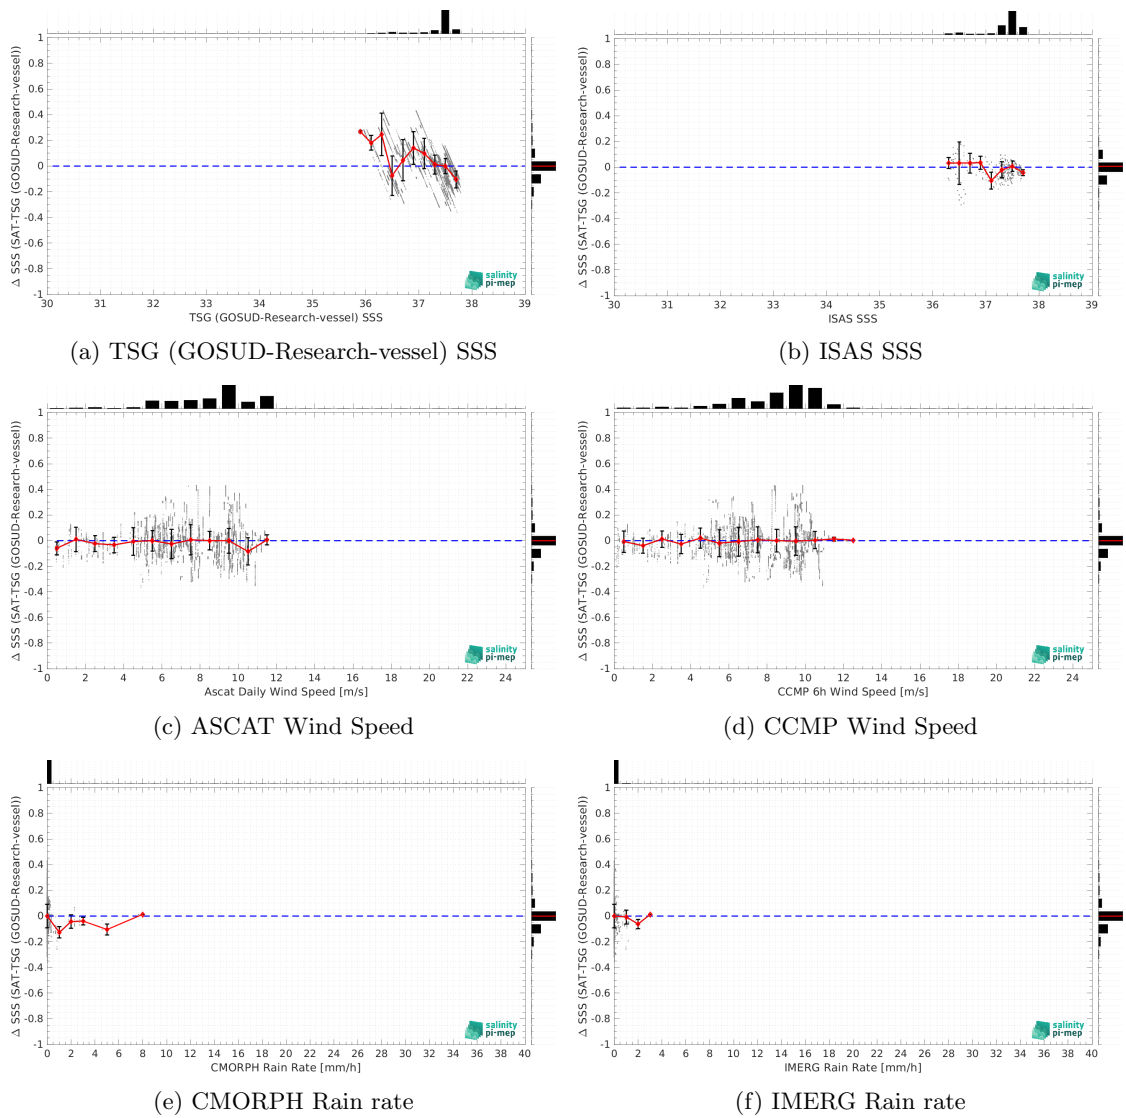 1
0.8
0.6
0.4
0.2
0
-0.2
-0.4
-0.6
-0.8
-1
Δ SSS (SAT-TSG (GOSUD-Research-vessel))
30 31 32 33 34 35 36 37 38 39
TSG (GOSUD-Research-vessel) SSS
salinity
pi-mep
(a) TSG (GOSUD-Research-vessel) SSS
1
0.8
0.6
0.4
0.2
0
-0.2
-0.4
-0.6
-0.8
-1
Δ SSS (SAT-TSG (GOSUD-Research-vessel))
30 31 32 33 34 35 36 37 38 39
ISAS SSS
salinity
pi-mep
(b) ISAS SSS
1
0.8
0.6
0.4
0.2
0
-0.2
-0.4
-0.6
-0.8
-1
Δ SSS (SAT-TSG (GOSUD-Research-vessel))
0 2 4 6 8 10 12 14 16 18 20 22 24
Ascat Daily Wind Speed [m/s]
salinity
pi-mep
(c) ASCAT Wind Speed
1
0.8
0.6
0.4
0.2
0
-0.2
-0.4
-0.6
-0.8
-1
Δ SSS (SAT-TSG (GOSUD-Research-vessel))
0 2 4 6 8 10 12 14 16 18 20 22 24
CCMP 6h Wind Speed [m/s]
salinity
pi-mep
(d) CCMP Wind Speed
1
0.8
0.6
0.4
0.2
0
-0.2
-0.4
-0.6
-0.8
-1
Δ SSS (SAT-TSG (GOSUD-Research-vessel))
0 2 4 6 8 10 12 14 16 18 20 22 24 26 28 30 32 34 36 38 40
CMORPH Rain Rate [mm/h]
salinity
pi-mep
(e) CMORPH Rain rate
1
0.8
0.6
0.4
0.2
0
-0.2
-0.4
-0.6
-0.8
-1
Δ SSS (SAT-TSG (GOSUD-Research-vessel))
0 2 4 6 8 10 12 14 16 18 20 22 24 26 28 30 32 34 36 38 40
IMERG Rain Rate [mm/h]
salinity
pi-mep
(f) IMERG Rain rate